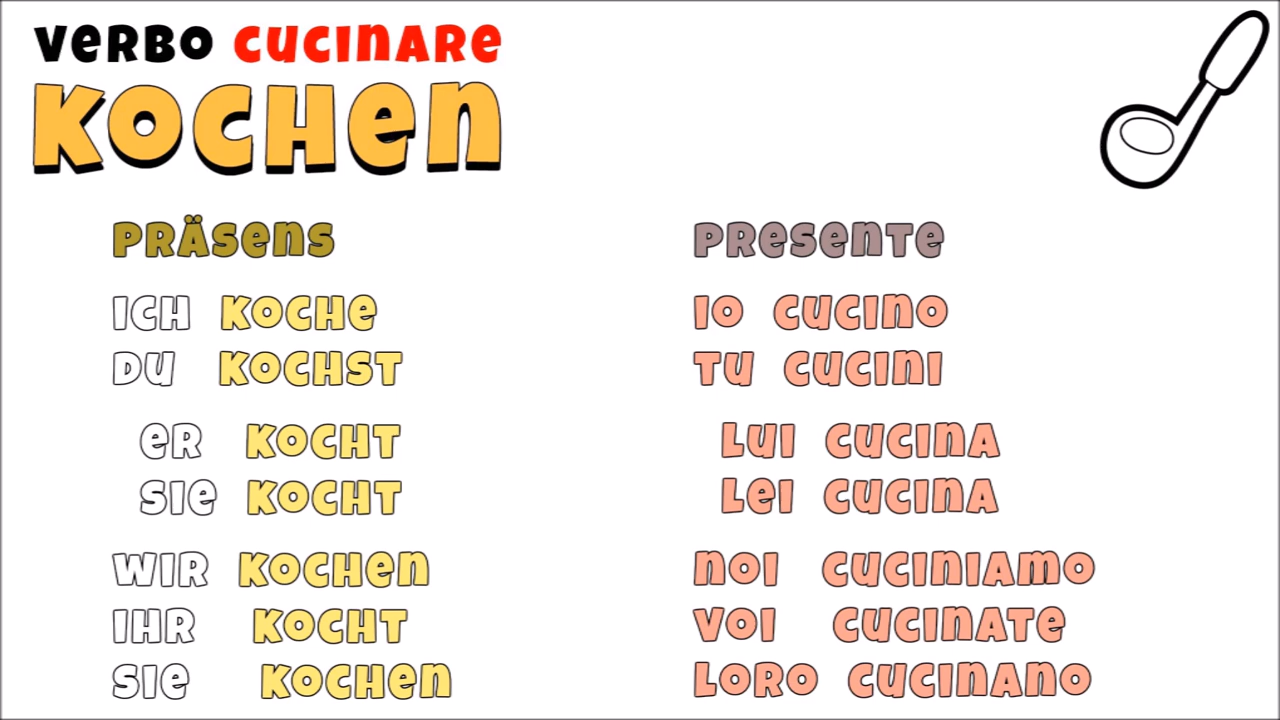 VERBO CUCINARE
KOCHEN
PRÄSENS
ICH KOCHE
DU KOCHST
ER KOCHT
SIE KOCHT
WIR KOCHEN
IHR KOCHT
SIE KOCHEN
PRESENTE
IO CUCINO
TU CUCINI
LUI CUCINA
LEI CUCINA
NOI CUCINIAMO
VOI CUCINATE
LORO CUCINANO